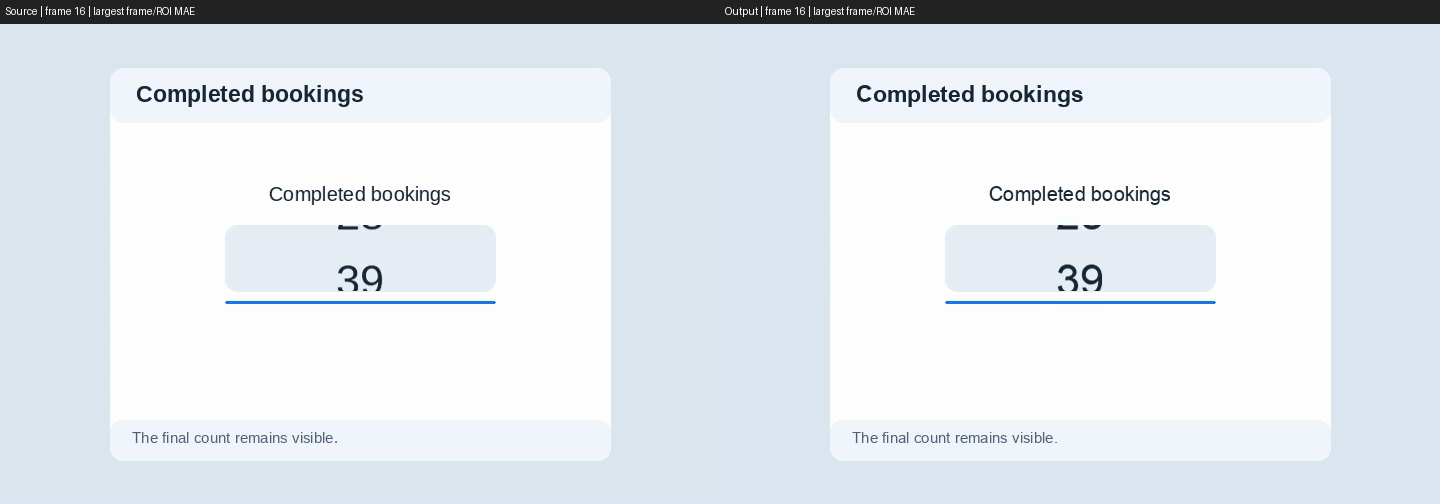 Source | frame 16 | largest frame/ROI MAE
Output | frame 16 | largest frame/ROI MAE
Completed bookings
Completed bookings
Completed bookings
Completed bookings
39
39
The final count remains visible.
The final count remains visible.